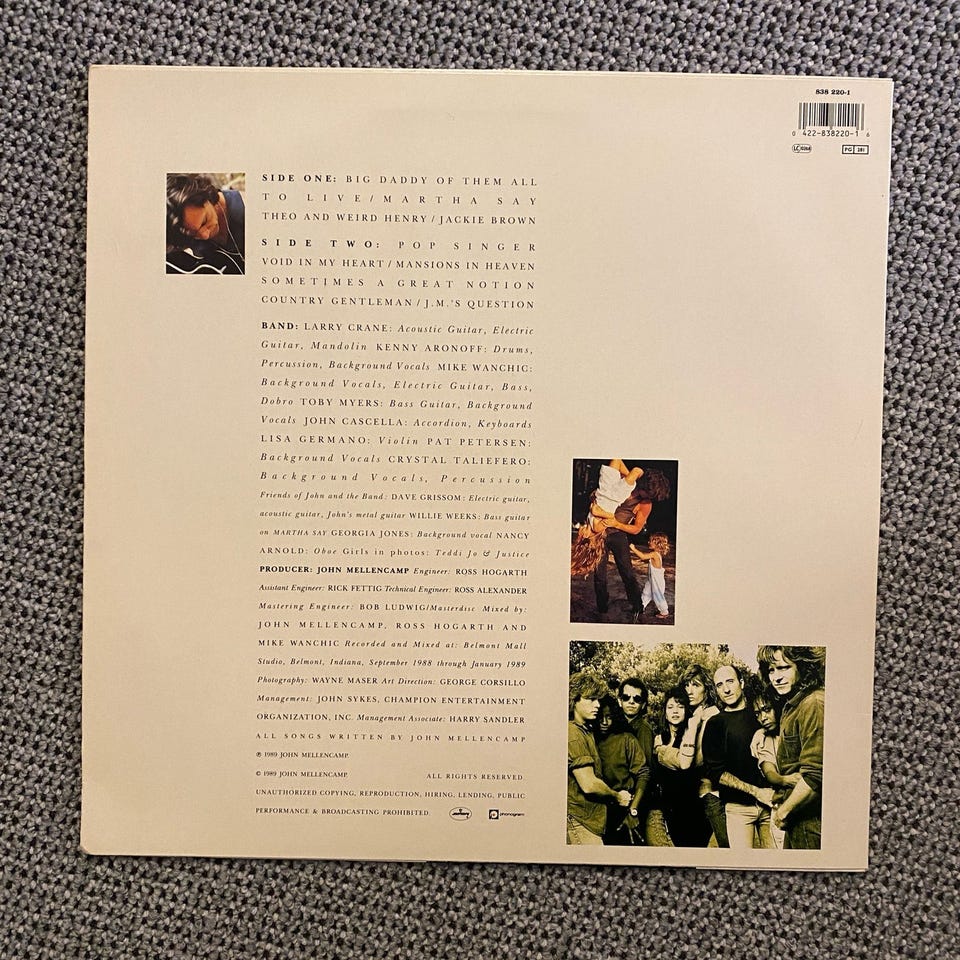 838 220-1
0 422-838220-1 6
LC 0268
PG 281
SIDE ONE: BIG DADDY OF THEM ALL
TO LIVE / MARTHA SAY
THEO AND WEIRD HENRY / JACKIE BROWN
SIDE TWO: POP SINGER
VOID IN MY HEART / MANSIONS IN HEAVEN
SOMETIMES A GREAT NOTION
COUNTRY GENTLEMAN / J.M.'S QUESTION
BAND: LARRY CRANE: Acoustic Guitar, Electric
Guitar, Mandolin KENNY ARONOFF: Drums,
Percussion, Background Vocals MIKE WANCHIC:
Background Vocals, Electric Guitar, Bass,
Dobro TOBY MYERS: Bass Guitar, Background
Vocals JOHN CASCELLA: Accordion, Keyboards
LISA GERMANO: Violin PAT PETERSEN:
Background Vocals CRYSTAL TALIEFERO:
Background Vocals, Percussion
Friends of John and the Band: DAVE GRISSOM: Electric guitar,
acoustic guitar, John's metal guitar WILLIE WEEKS: Bass guitar
on MARTHA SAY GEORGIA JONES: Background vocal NANCY
ARNOLD: Oboe Girls in photos: Teddi Jo & Justice
PRODUCER: JOHN MELLENCAMP Engineer: ROSS HOGARTH
Assistant Engineer: RICK FETTIG Technical Engineer: ROSS ALEXANDER
Mastering Engineer: BOB LUDWIG/Masterdisc Mixed by:
JOHN MELLENCAMP, ROSS HOGARTH AND
MIKE WANCHIC Recorded and Mixed at: Belmont Mall
Studio, Belmont, Indiana, September 1988 through January 1989
Photography: WAYNE MASER Art Direction: GEORGE CORSILLO
Management: JOHN SYKES, CHAMPION ENTERTAINMENT
ORGANIZATION, INC. Management Associate: HARRY SANDLER
ALL SONGS WRITTEN BY JOHN MELLENCAMP
℗ 1989 JOHN MELLENCAMP.
© 1989 JOHN MELLENCAMP. ALL RIGHTS RESERVED.
UNAUTHORIZED COPYING, REPRODUCTION, HIRING, LENDING, PUBLIC
PERFORMANCE & BROADCASTING PROHIBITED. mercury phonogram